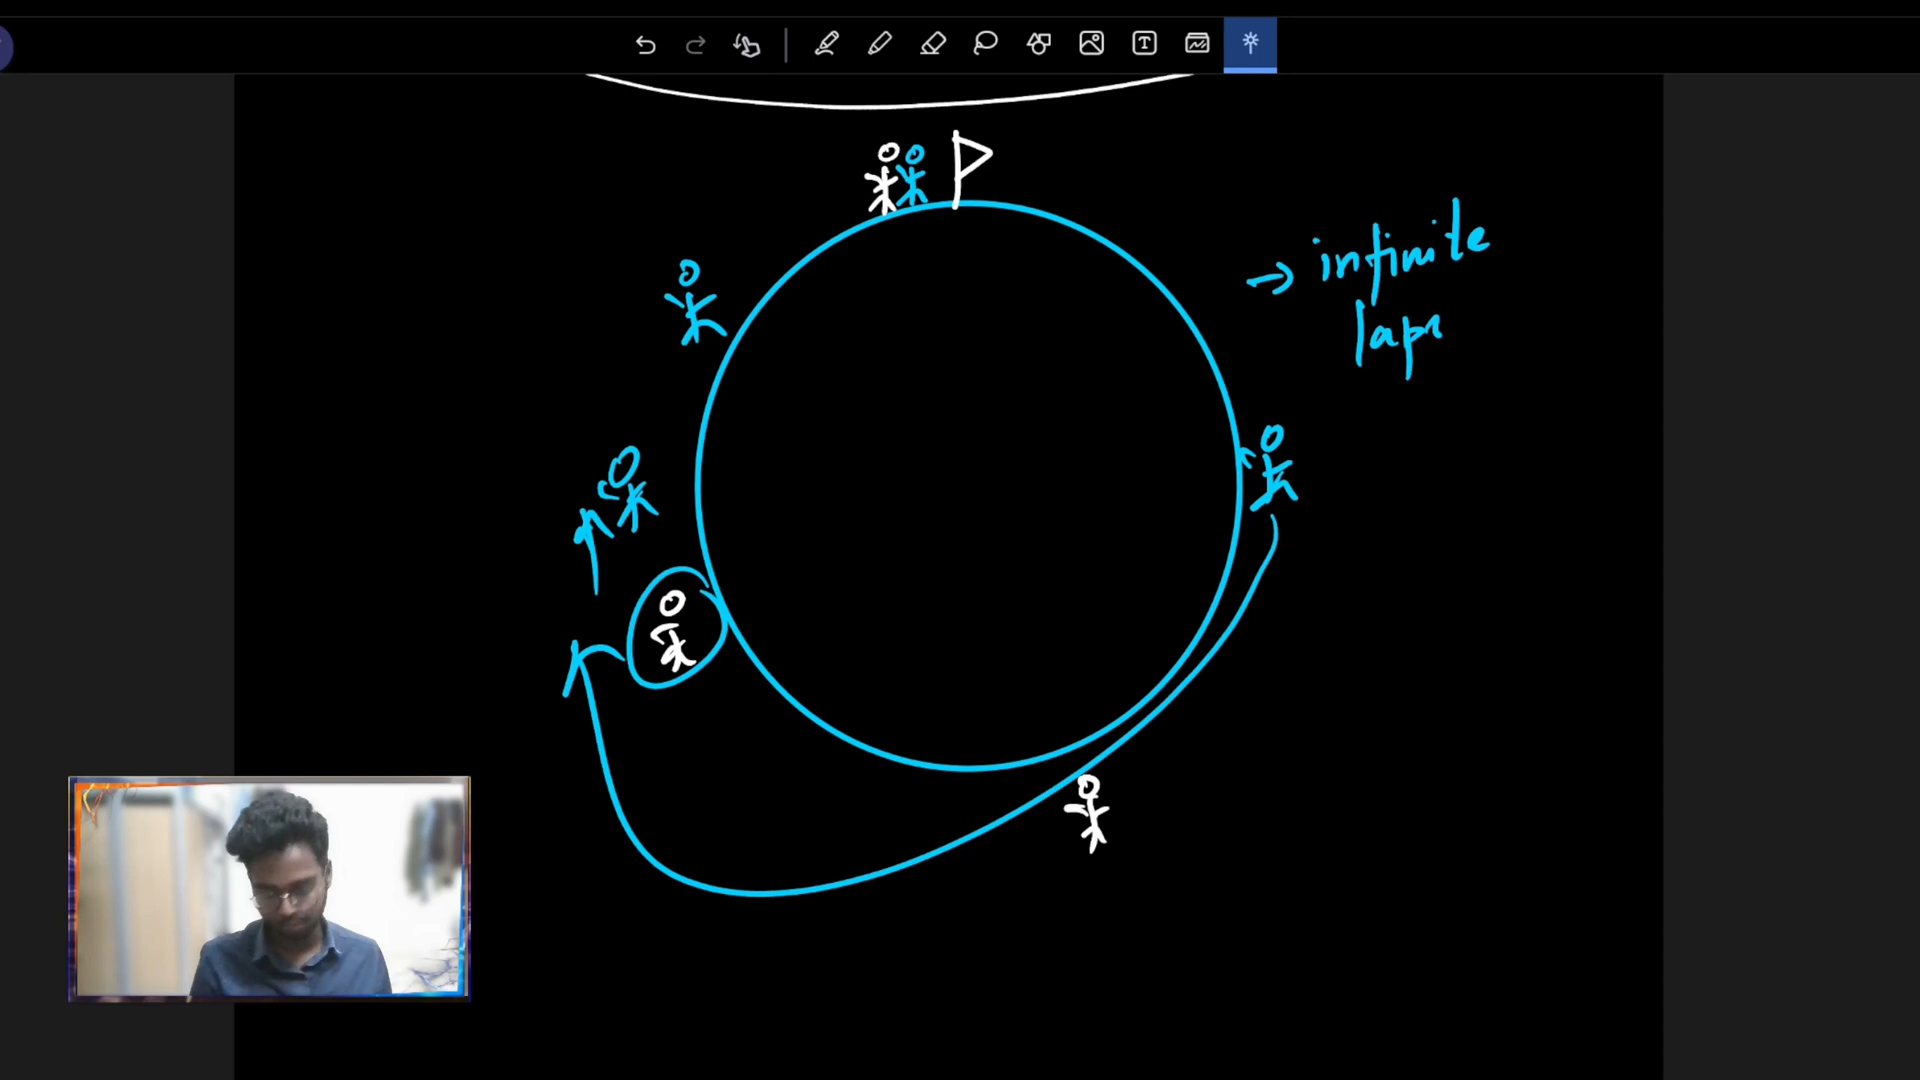 → infinite
laps